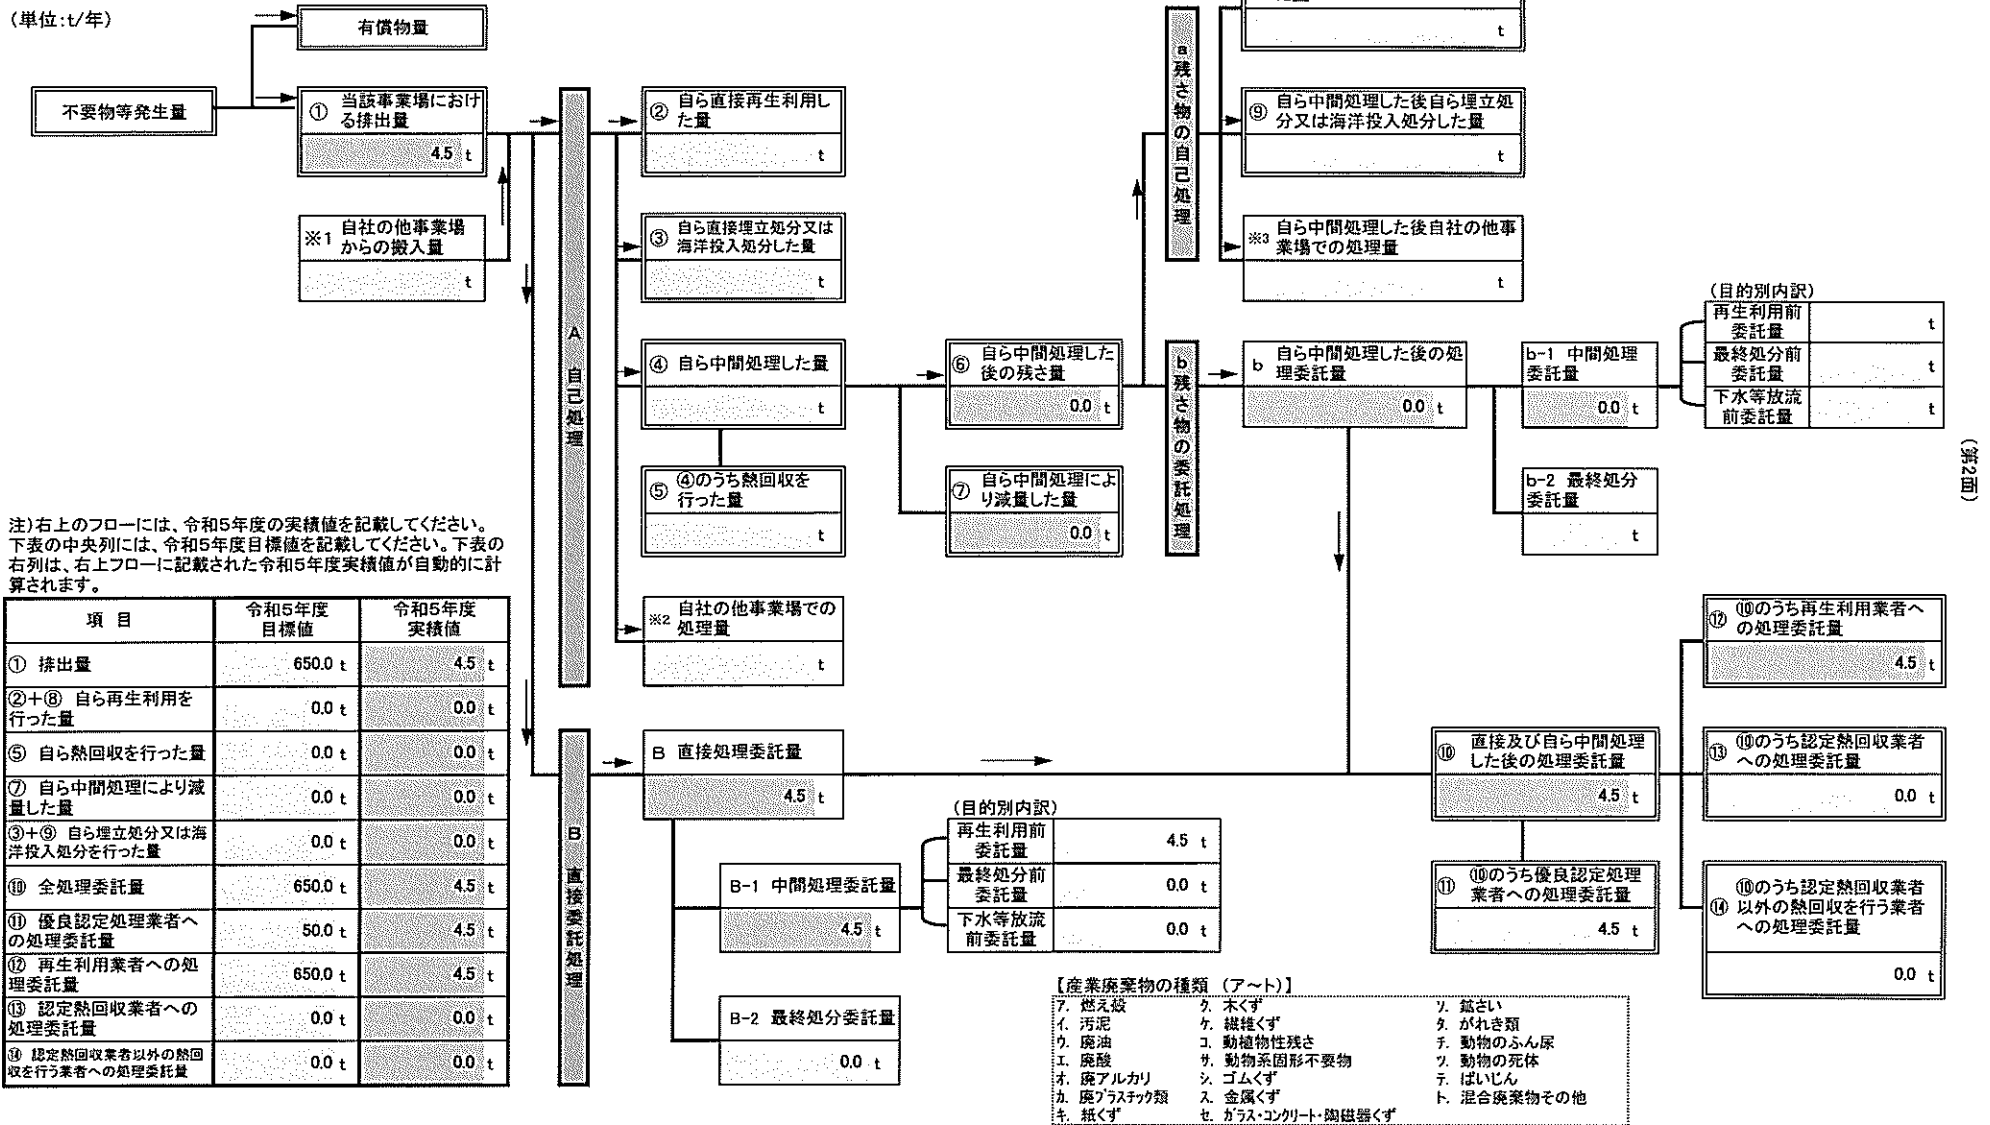 (単位:t/年)
有償物量
不要物等発生量
① 当該事業場におけ
る排出量
4.5 t
※1 自社の他事業場
からの搬入量
t
A 自己処理
② 自ら直接再生利用し
た量
t
③ 自ら直接埋立処分又は
海洋投入処分した量
t
④ 自ら中間処理した量
t
⑤ ④のうち熱回収を
行った量
t
※2 自社の他事業場での
処理量
t
⑥ 自ら中間処理した
後の残さ量
0.0 t
⑦ 自ら中間処理によ
り減量した量
0.0 t
a 残さ物の自己処理
t
⑨ 自ら中間処理した後自ら埋立処
分又は海洋投入処分した量
t
※3 自ら中間処理した後自社の他事
業場での処理量
t
b 残さ物の委託処理
b 自ら中間処理した後の処
理委託量
0.0 t
b-1 中間処理
委託量
0.0 t
b-2 最終処分
委託量
t
(目的別内訳)
再生利用前
委託量
t
最終処分前
委託量
t
下水等放流
前委託量
t
(第2面)
注)右上のフローには、令和5年度の実績値を記載してください。
下表の中央列には、令和5年度目標値を記載してください。下表の
右列は、右上フローに記載された令和5年度実績値が自動的に計
算されます。
項 目
令和5年度
目標値
令和5年度
実績値
① 排出量
650.0 t
4.5 t
②+⑧ 自ら再生利用を
行った量
0.0 t
0.0 t
⑤ 自ら熱回収を行った量
0.0 t
0.0 t
⑦ 自ら中間処理により減
量した量
0.0 t
0.0 t
③+⑨ 自ら埋立処分又は海
洋投入処分を行った量
0.0 t
0.0 t
⑩ 全処理委託量
650.0 t
4.5 t
⑪ 優良認定処理業者へ
の処理委託量
50.0 t
4.5 t
⑫ 再生利用業者への処
理委託量
650.0 t
4.5 t
⑬ 認定熱回収業者への
処理委託量
0.0 t
0.0 t
⑭ 認定熱回収業者以外の熱回
収を行う業者への処理委託量
0.0 t
0.0 t
B 直接委託処理
B 直接処理委託量
4.5 t
B-1 中間処理委託量
4.5 t
B-2 最終処分委託量
0.0 t
(目的別内訳)
再生利用前
委託量
4.5 t
最終処分前
委託量
0.0 t
下水等放流
前委託量
0.0 t
⑩ 直接及び自ら中間処理
した後の処理委託量
4.5 t
⑪ ⑩のうち優良認定処理
業者への処理委託量
4.5 t
⑫ ⑩のうち再生利用業者へ
の処理委託量
4.5 t
⑬ ⑩のうち認定熱回収業者
への処理委託量
0.0 t
⑭ ⑩のうち認定熱回収業者
以外の熱回収を行う業者
への処理委託量
0.0 t
【産業廃棄物の種類 (ア~ト)】
ア. 燃え殻
イ. 汚泥
ウ. 廃油
エ. 廃酸
オ. 廃アルカリ
カ. 廃プラスチック類
キ. 紙くず
ク. 木くず
ケ. 繊維くず
コ. 動植物性残さ
サ. 動物系固形不要物
シ. ゴムくず
ス. 金属くず
セ. ガラス・コンクリート・陶磁器くず
ソ. 鉱さい
タ. がれき類
チ. 動物のふん尿
ツ. 動物の死体
テ. ばいじん
ト. 混合廃棄物その他